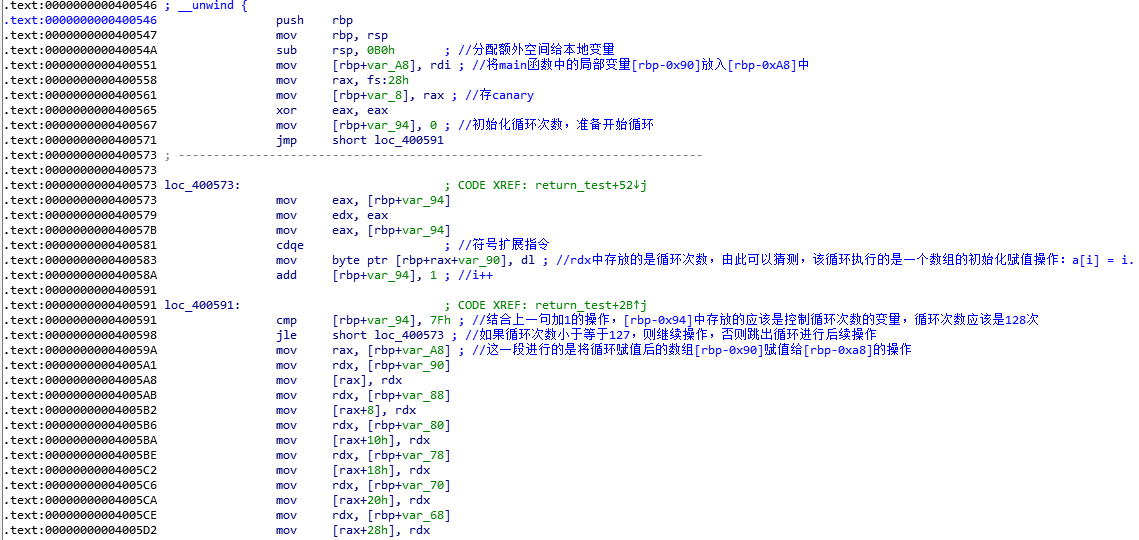 .text:0000000000400546 ; __unwind {
.text:0000000000400546 push rbp
.text:0000000000400547 mov rbp, rsp
.text:000000000040054A sub rsp, 0B0h ; //分配额外空间给本地变量
.text:0000000000400551 mov [rbp+var_A8], rdi ; //将main函数中的局部变量[rbp-0x90]放入[rbp-0xA8]中
.text:0000000000400558 mov rax, fs:28h
.text:0000000000400561 mov [rbp+var_8], rax ; //存canary
.text:0000000000400565 xor eax, eax
.text:0000000000400567 mov [rbp+var_94], 0 ; //初始化循环次数，准备开始循环
.text:0000000000400571 jmp short loc_400591
.text:0000000000400573 ; ---------------------------------------------------------------------------
.text:0000000000400573
.text:0000000000400573 loc_400573: ; CODE XREF: return_test+52↓j
.text:0000000000400573 mov eax, [rbp+var_94]
.text:0000000000400579 mov edx, eax
.text:000000000040057B mov eax, [rbp+var_94]
.text:0000000000400581 cdqe ; //符号扩展指令
.text:0000000000400583 mov byte ptr [rbp+rax+var_90], dl ; //rdx中存放的是循环次数，由此可以猜测，该循环执行的是一个数组的初始化赋值操作：a[i] = i.
.text:000000000040058A add [rbp+var_94], 1 ; //i++
.text:0000000000400591
.text:0000000000400591 loc_400591: ; CODE XREF: return_test+2B↑j
.text:0000000000400591 cmp [rbp+var_94], 7Fh ; //结合上一句加1的操作，[rbp-0x94]中存放的应该是控制循环次数的变量，循环次数应该是128次
.text:0000000000400598 jle short loc_400573 ; //如果循环次数小于等于127，则继续操作，否则跳出循环进行后续操作
.text:000000000040059A mov rax, [rbp+var_A8] ; //这一段进行的是将循环赋值后的数组[rbp-0x90]赋值给[rbp-0xa8]的操作
.text:00000000004005A1 mov rdx, [rbp+var_90]
.text:00000000004005A8 mov [rax], rdx
.text:00000000004005AB mov rdx, [rbp+var_88]
.text:00000000004005B2 mov [rax+8], rdx
.text:00000000004005B6 mov rdx, [rbp+var_80]
.text:00000000004005BA mov [rax+10h], rdx
.text:00000000004005BE mov rdx, [rbp+var_78]
.text:00000000004005C2 mov [rax+18h], rdx
.text:00000000004005C6 mov rdx, [rbp+var_70]
.text:00000000004005CA mov [rax+20h], rdx
.text:00000000004005CE mov rdx, [rbp+var_68]
.text:00000000004005D2 mov [rax+28h], rdx